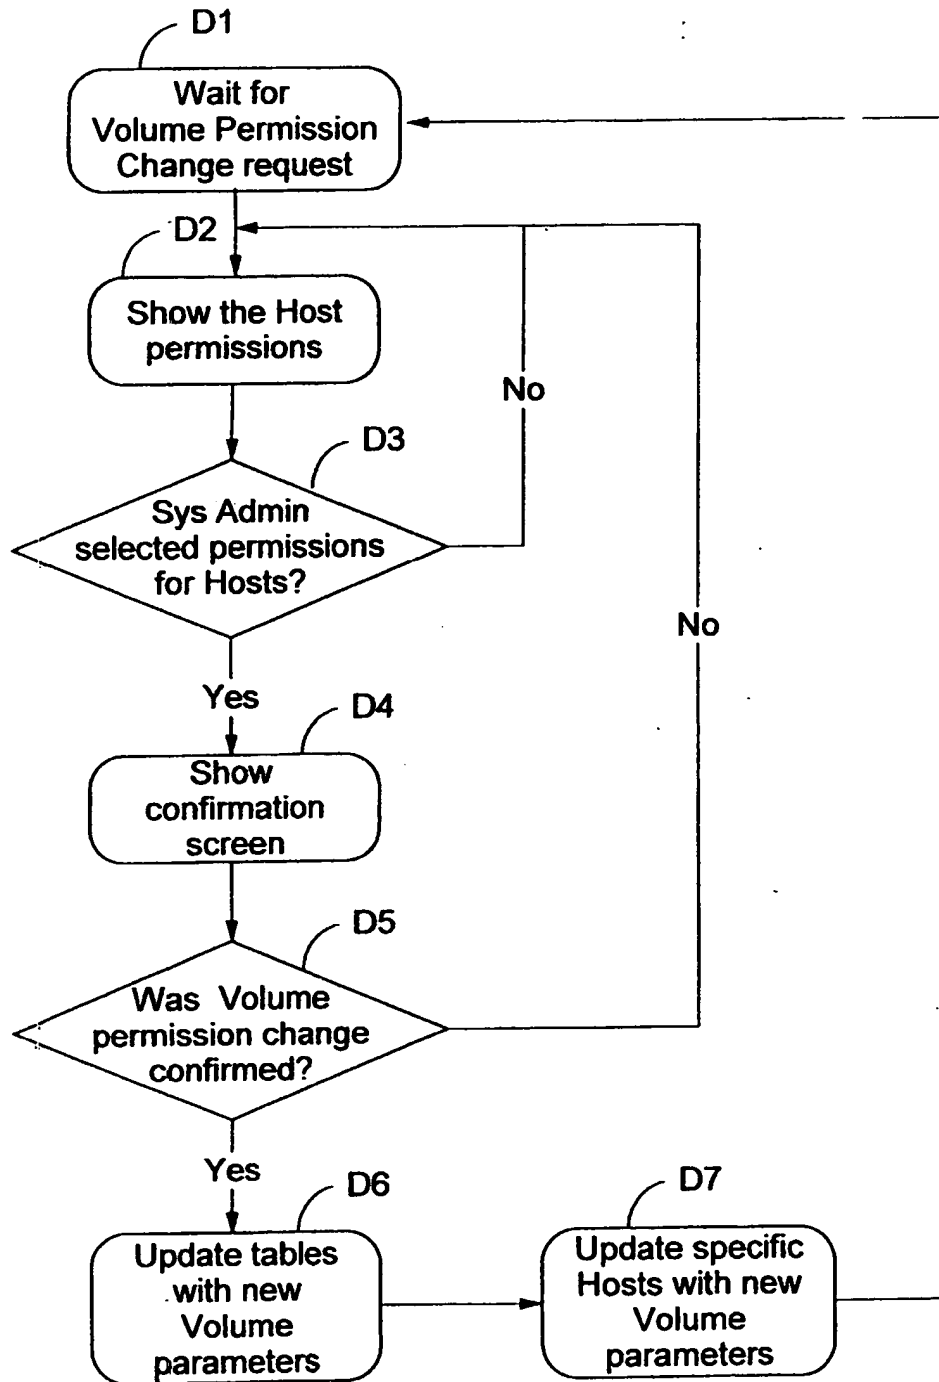 D1
Wait for
Volume Permission
Change request
D2
Show the Host
permissions
No
D3
Sys Admin
selected permissions
for Hosts?
No
Yes
D4
Show
confirmation
screen
D5
Was Volume
permission change
confirmed?
Yes
D6
Update tables
with new
Volume
parameters
D7
Update specific
Hosts with new
Volume
parameters